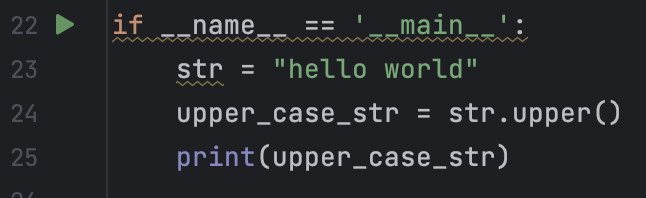 22 if __name__ == '__main__':
23     str = "hello world"
24     upper_case_str = str.upper()
25     print(upper_case_str)